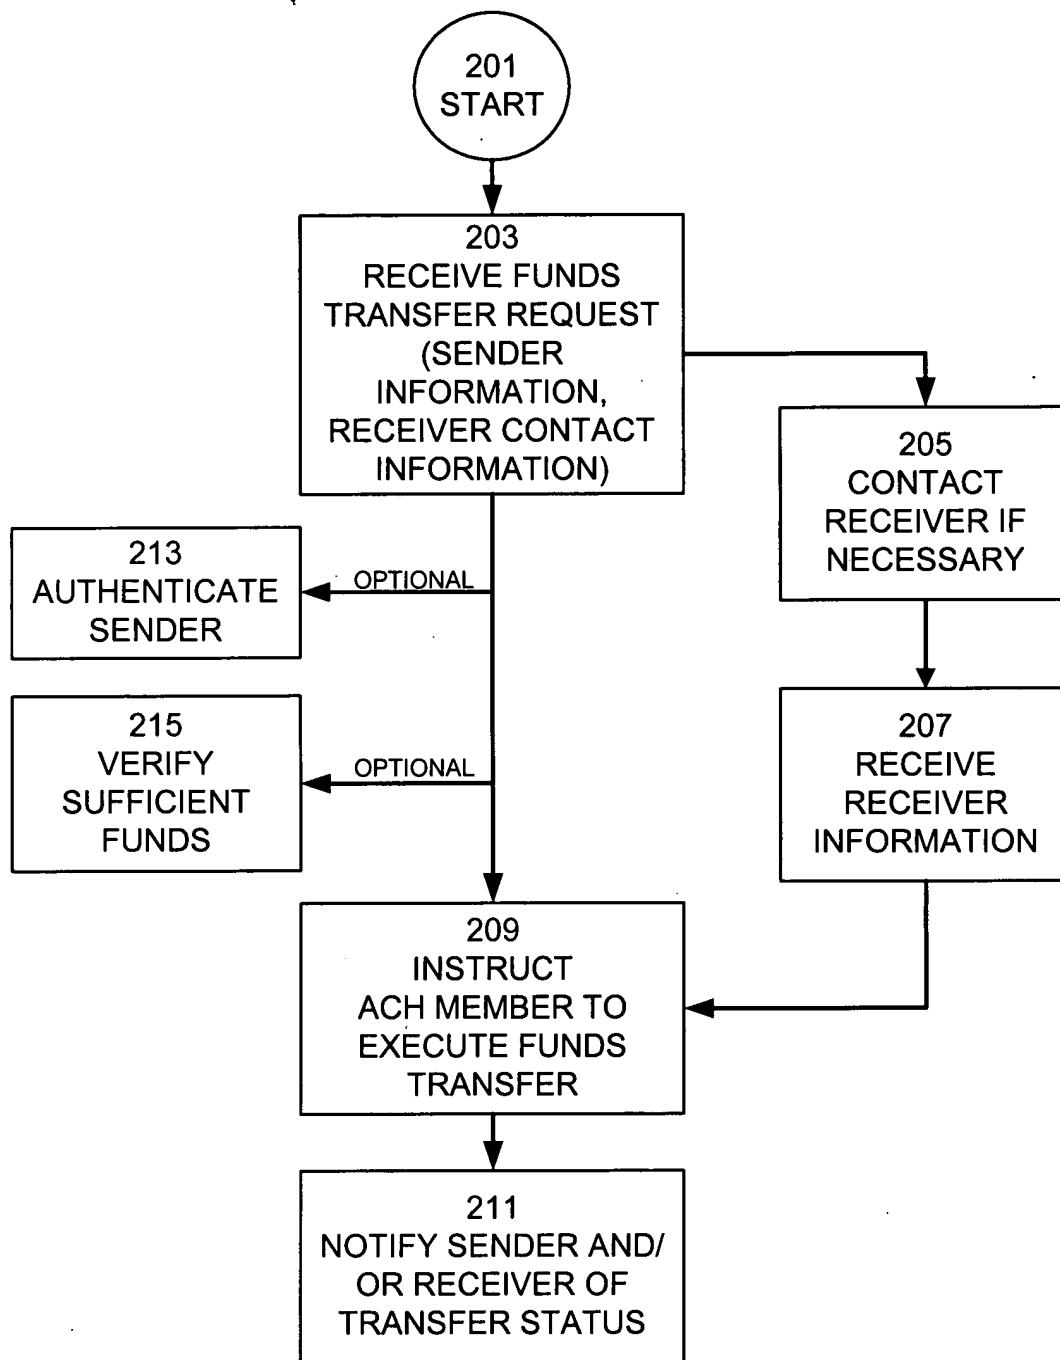 201
START
203
RECEIVE FUNDS
TRANSFER REQUEST
(SENDER
INFORMATION,
RECEIVER CONTACT
INFORMATION)
205
CONTACT
RECEIVER IF
NECESSARY
213
AUTHENTICATE
SENDER
OPTIONAL
215
VERIFY
SUFFICIENT
FUNDS
OPTIONAL
207
RECEIVE
RECEIVER
INFORMATION
209
INSTRUCT
ACH MEMBER TO
EXECUTE FUNDS
TRANSFER
211
NOTIFY SENDER AND/
OR RECEIVER OF
TRANSFER STATUS